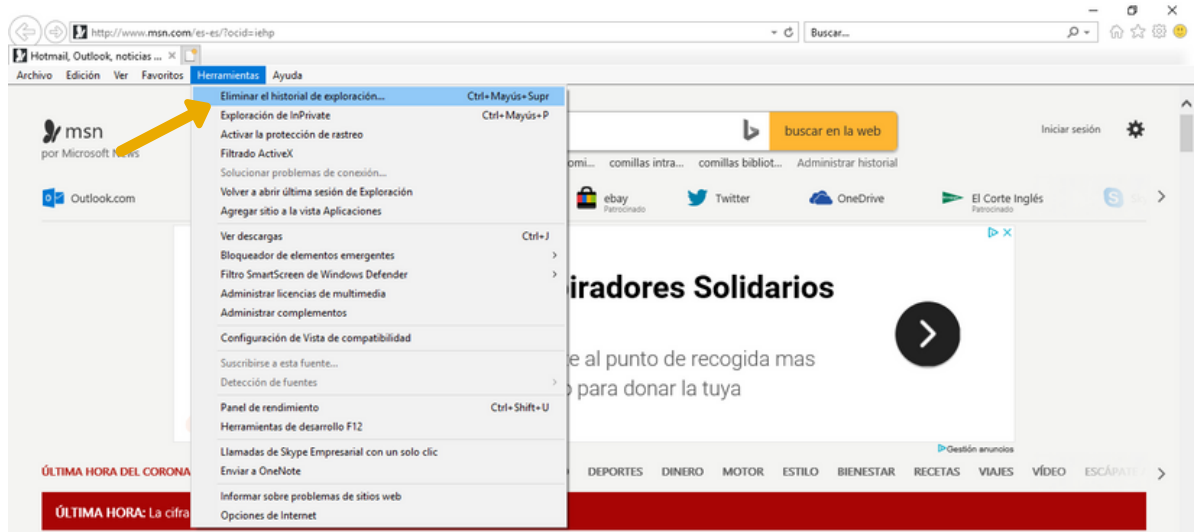 http://www.msn.com/es-es/?ocid=iehp
Buscar...
Hotmail, Outlook, noticias ...
Archivo Edición Ver Favoritos Herramientas Ayuda
Eliminar el historial de exploración... Ctrl+Mayús+Supr
Exploración de InPrivate Ctrl+Mayús+P
Activar la protección de rastreo
Filtrado ActiveX
Solucionar problemas de conexión...
Volver a abrir última sesión de Exploración
Agregar sitio a la vista Aplicaciones
Ver descargas Ctrl+J
Bloqueador de elementos emergentes
Filtro SmartScreen de Windows Defender
Administrar licencias de multimedia
Administrar complementos
Configuración de Vista de compatibilidad
Suscribirse a esta fuente...
Detección de fuentes
Panel de rendimiento Ctrl+Shift+U
Herramientas de desarrollo F12
Llamadas de Skype Empresarial con un solo clic
Enviar a OneNote
Informar sobre problemas de sitios web
Opciones de Internet
msn
por Microsoft
buscar en la web
Iniciar sesión
comillas intra... comillas bibliot... Administrar historial
Outlook.com
ebay
Patrocinado
Twitter
OneDrive
El Corte Inglés
Patrocinado
iradores Solidarios
e al punto de recogida mas
para donar la tuya
Gestión anuncios
ÚLTIMA HORA DEL CORONA
DEPORTES DINERO MOTOR ESTILO BIENESTAR RECETAS VIAJES VÍDEO ESCÁPAT
ÚLTIMA HORA: La cifra